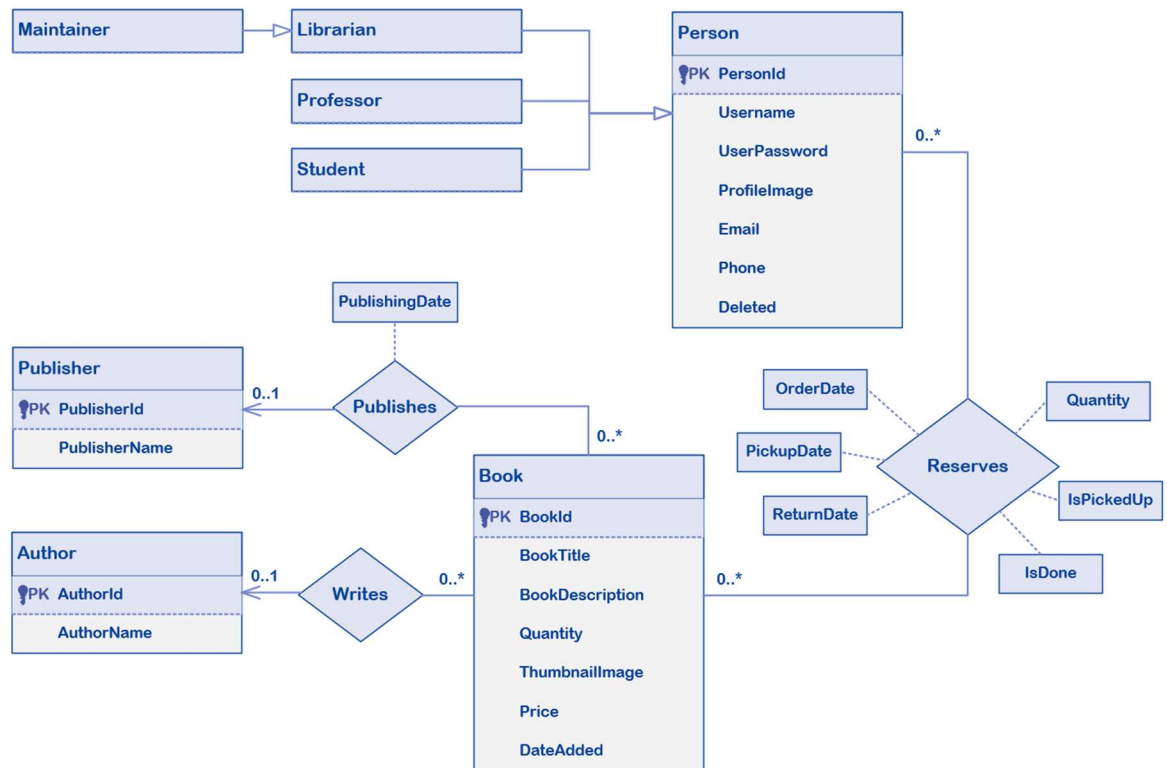 Maintainer
Librarian
Professor
Student
Person
PK PersonId
Username
UserPassword
ProfileImage
Email
Phone
Deleted
0..*
PublishingDate
Publisher
PK PublisherId
PublisherName
0..1
Publishes
0..*
Author
PK AuthorId
AuthorName
0..1
Writes
0..*
Book
PK BookId
BookTitle
BookDescription
Quantity
ThumbnailImage
Price
DateAdded
0..*
OrderDate
PickupDate
ReturnDate
Reserves
Quantity
IsPickedUp
IsDone